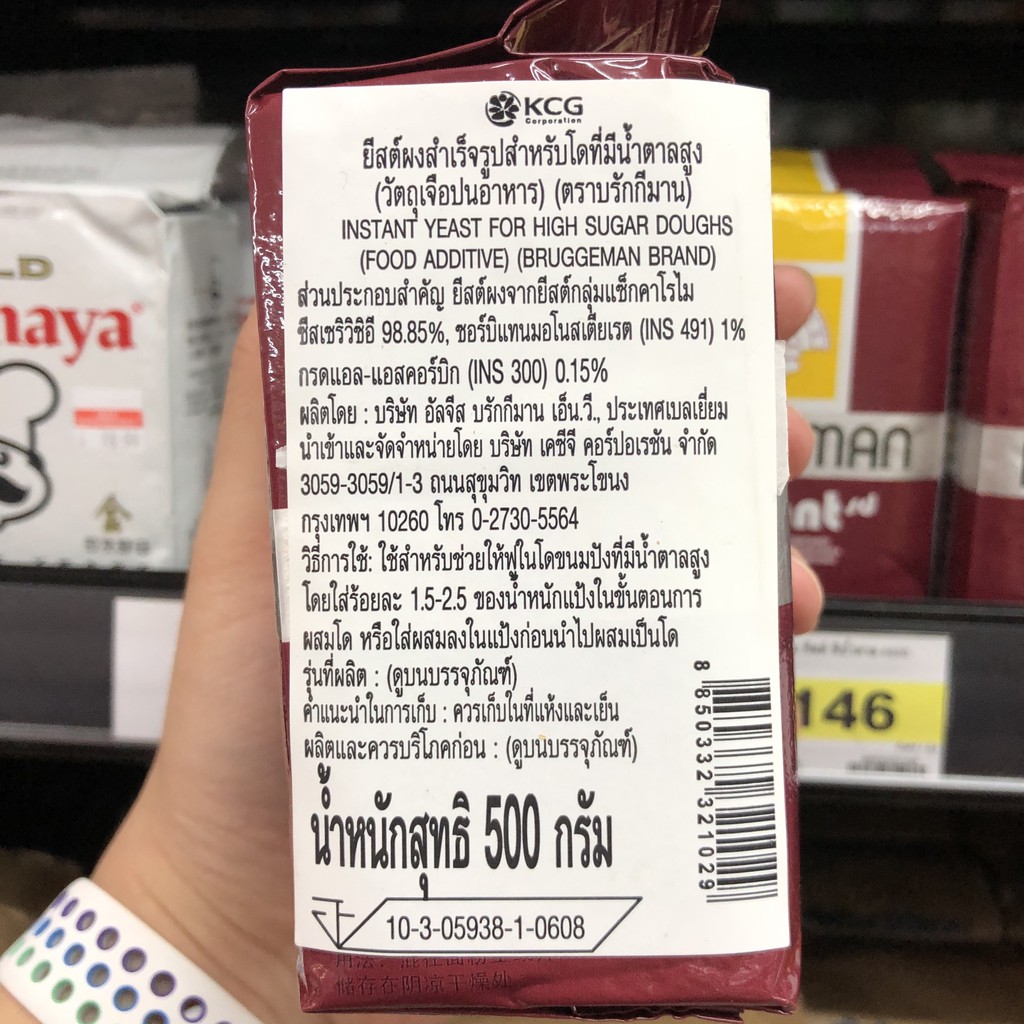 KCG
Corporation
ยีสต์ผงสำเร็จรูปสำหรับโดที่มีน้ำตาลสูง
(วัตถุเจือปนอาหาร) (ตราบรักกีมาน)
INSTANT YEAST FOR HIGH SUGAR DOUGHS
(FOOD ADDITIVE) (BRUGGEMAN BRAND)
ส่วนประกอบสำคัญ ยีสต์ผงจากยีสต์กลุ่มแซ็กคาโรไม
ซีสเซริวิซิอี 98.85%, ซอร์บิแทนมอโนสเตียเรต (INS 491) 1%
กรดแอล-แอสคอร์บิก (INS 300) 0.15%
ผลิตโดย : บริษัท อัลจีส บรักกีมาน เอ็น.วี., ประเทศเบลเยี่ยม
นำเข้าและจัดจำหน่ายโดย บริษัท เคซีจี คอร์ปอเรชัน จำกัด
3059-3059/1-3 ถนนสุขุมวิท เขตพระโขนง
กรุงเทพฯ 10260 โทร 0-2730-5564
วิธีการใช้: ใช้สำหรับช่วยให้ฟูในโดขนมปังที่มีน้ำตาลสูง
โดยใส่ร้อยละ 1.5-2.5 ของน้ำหนักแป้งในขั้นตอนการ
ผสมโด หรือใส่ผสมลงในแป้งก่อนนำไปผสมเป็นโด
รุ่นที่ผลิต : (ดูบนบรรจุภัณฑ์)
คำแนะนำในการเก็บ : ควรเก็บในที่แห้งและเย็น
ผลิตและควรบริโภคก่อน : (ดูบนบรรจุภัณฑ์)
น้ำหนักสุทธิ 500 กรัม
10-3-05938-1-0608
8 850332 321029
储存在阴凉干燥处
LD
naya
MAN
nt
146